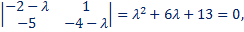 |−2 − λ 1
−5 −4 − λ| = λ² + 6λ + 13 = 0,